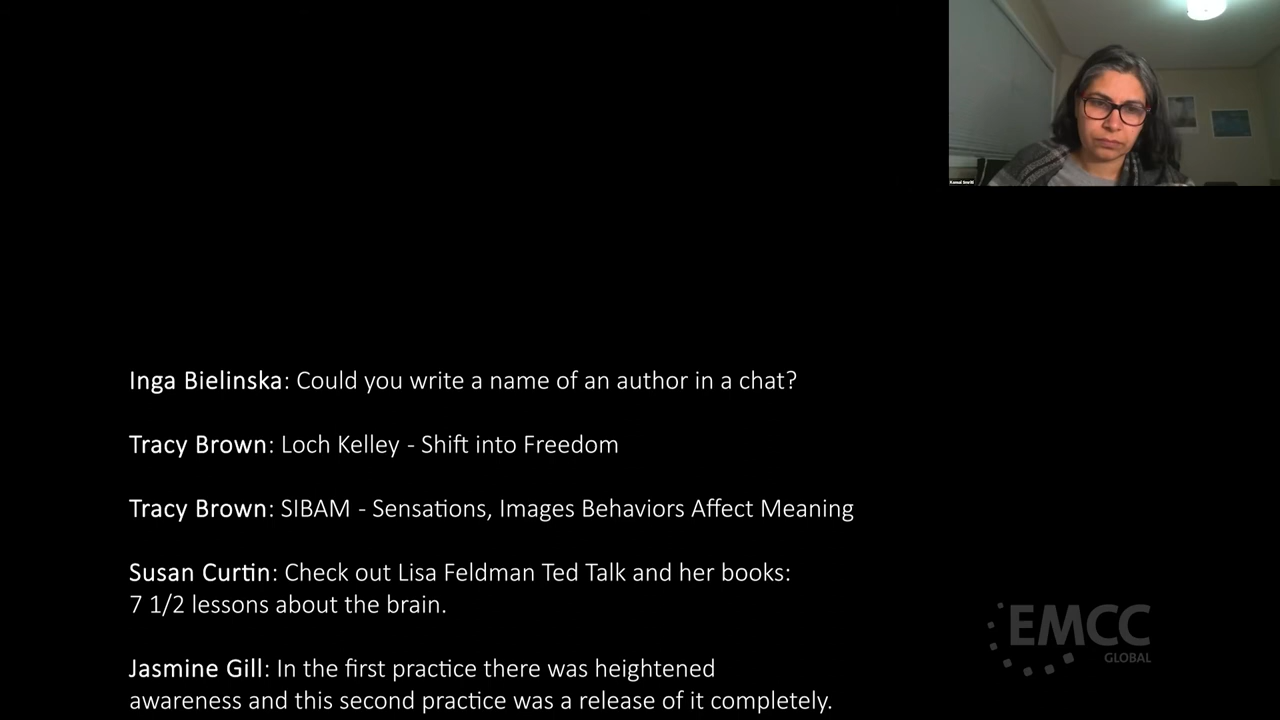 Inga Bielinska: Could you write a name of an author in a chat?
Tracy Brown: Loch Kelley - Shift into Freedom
Tracy Brown: SIBAM - Sensations, Images Behaviors Affect Meaning
Susan Curtin: Check out Lisa Feldman Ted Talk and her books:
7 1/2 lessons about the brain.
Jasmine Gill: In the first practice there was heightened
awareness and this second practice was a release of it completely.
EMCC
GLOBAL